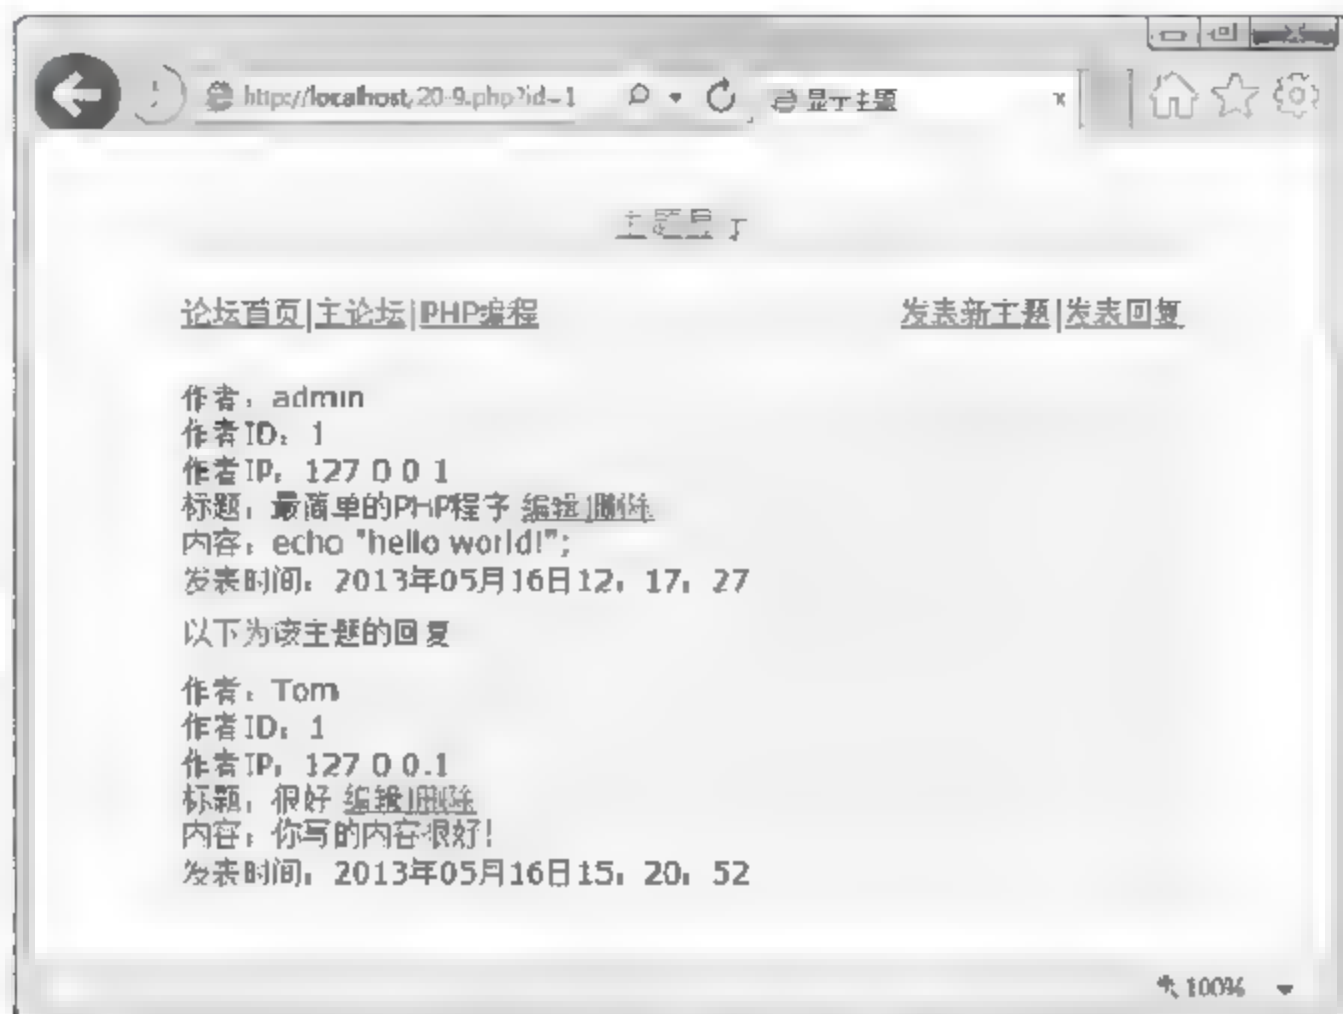 http://localhost/20-9.php?id=1 显示主题
主题显示
论坛首页|主论坛|PHP编程 发表新主题|发表回复
作者：admin
作者ID：1
作者IP：127.0.0.1
标题：最简单的PHP程序 编辑|删除
内容：echo "hello world!";
发表时间：2013年05月16日12：17：27
以下为该主题的回复
作者：Tom
作者ID：1
作者IP：127.0.0.1
标题：很好 编辑|删除
内容：你写的内容很好！
发表时间：2013年05月16日15：20：52
100%